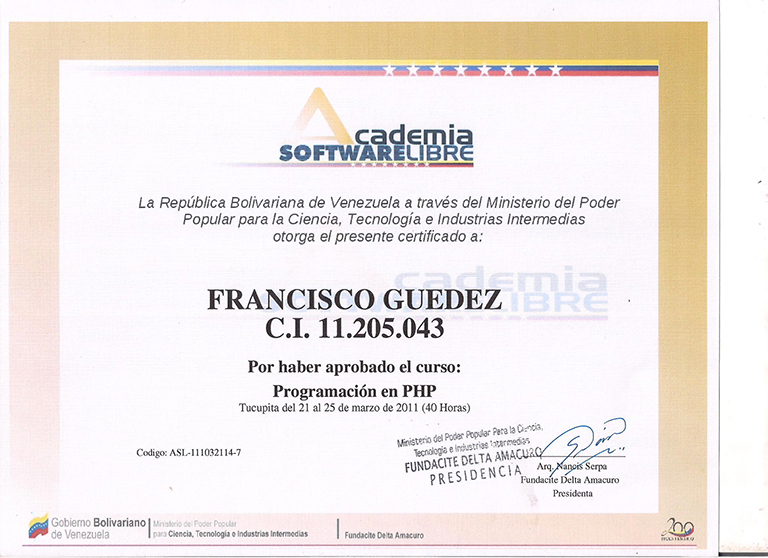 Academia
SOFTWARELIBRE
La República Bolivariana de Venezuela a través del Ministerio del Poder
Popular para la Ciencia, Tecnología e Industrias Intermedias
otorga el presente certificado a:
cademia
SOFTWARELIBRE
FRANCISCO GUEDEZ
C.I. 11.205.043
Por haber aprobado el curso:
Programación en PHP
Tucupita del 21 al 25 de marzo de 2011 (40 Horas)
Codigo: ASL-111032114-7
Ministerio del Poder Popular Para la Ciencia,
Tecnología e Industrias Intermedias
FUNDACITE DELTA AMACURO
PRESIDENCIA
Arq. Nancis Serpa
Fundacite Delta Amacuro
Presidenta
Gobierno Bolivariano
de Venezuela
Ministerio del Poder Popular
para Ciencia, Tecnología e Industrias Intermedias
Fundacite Delta Amacuro
200